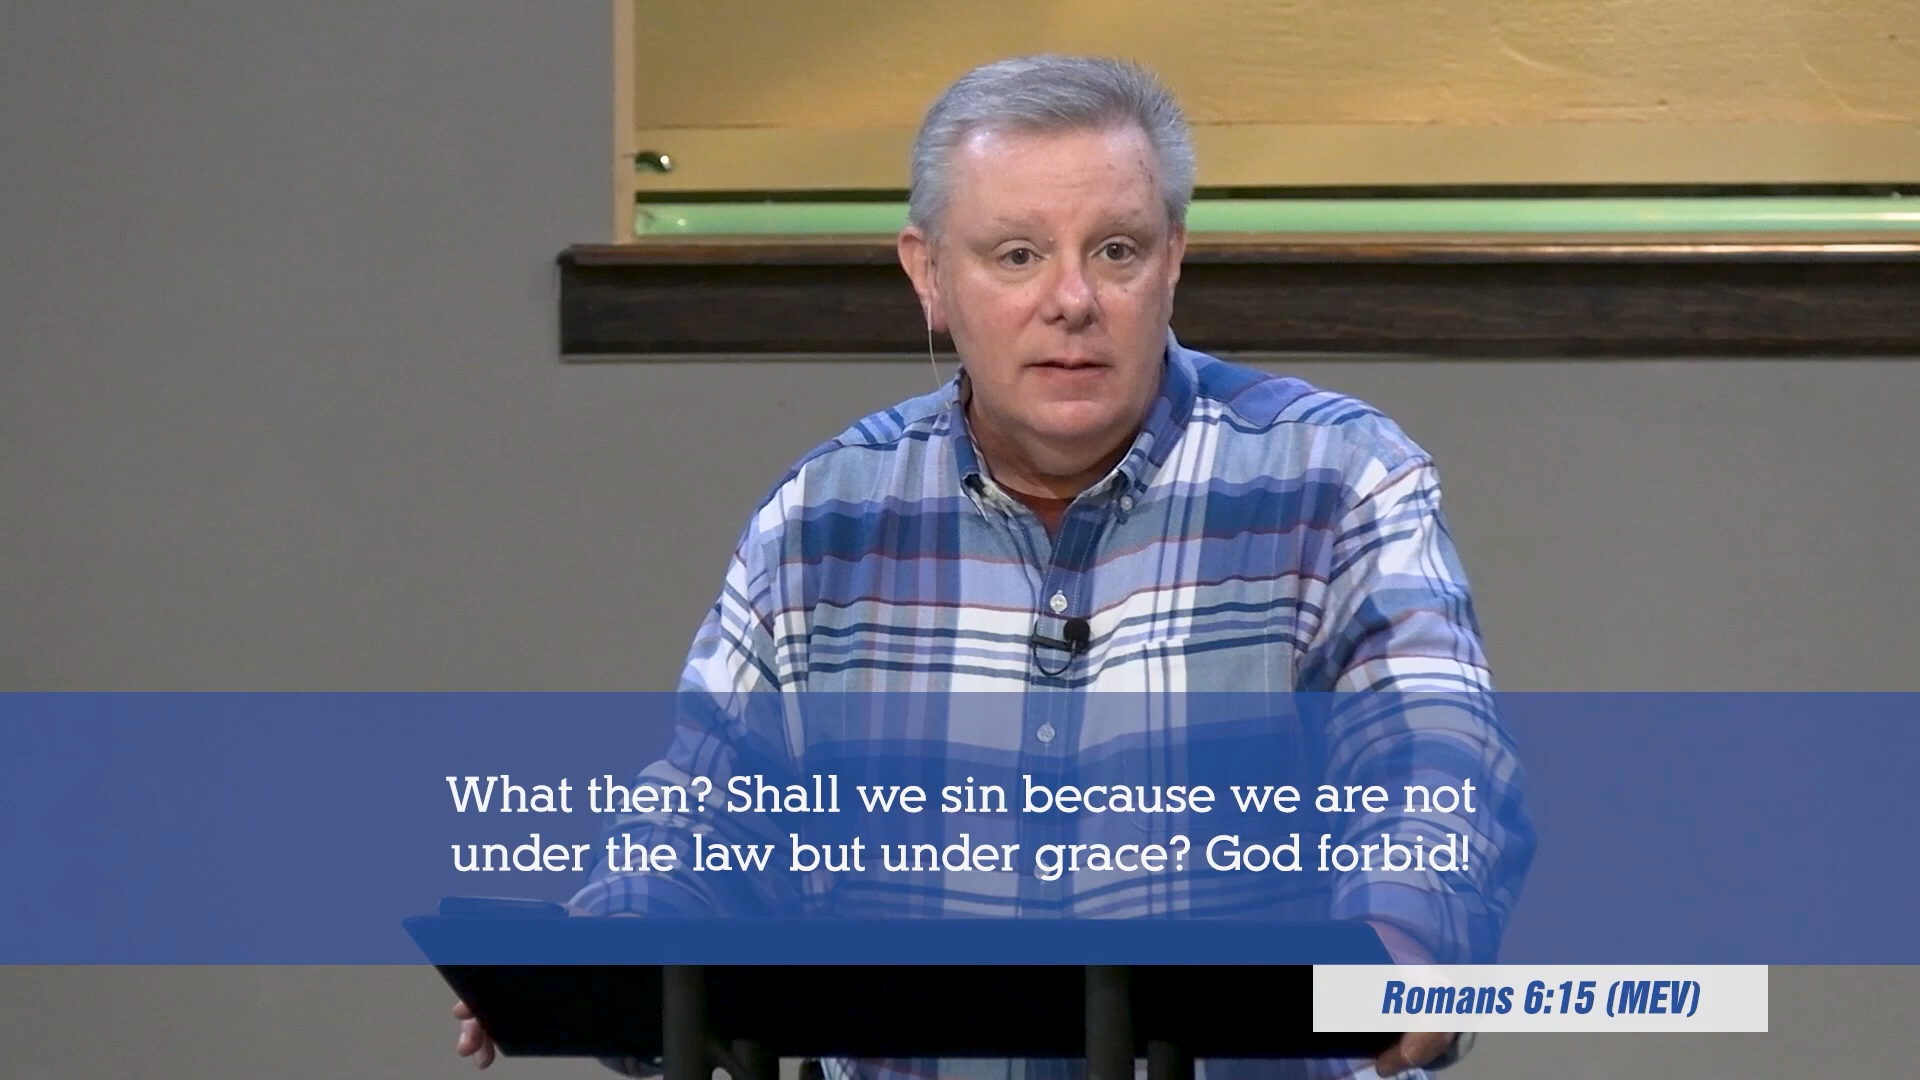 What then? Shall we sin because we are not
under the law but under grace? God forbid!
Romans 6:15 (MEV)